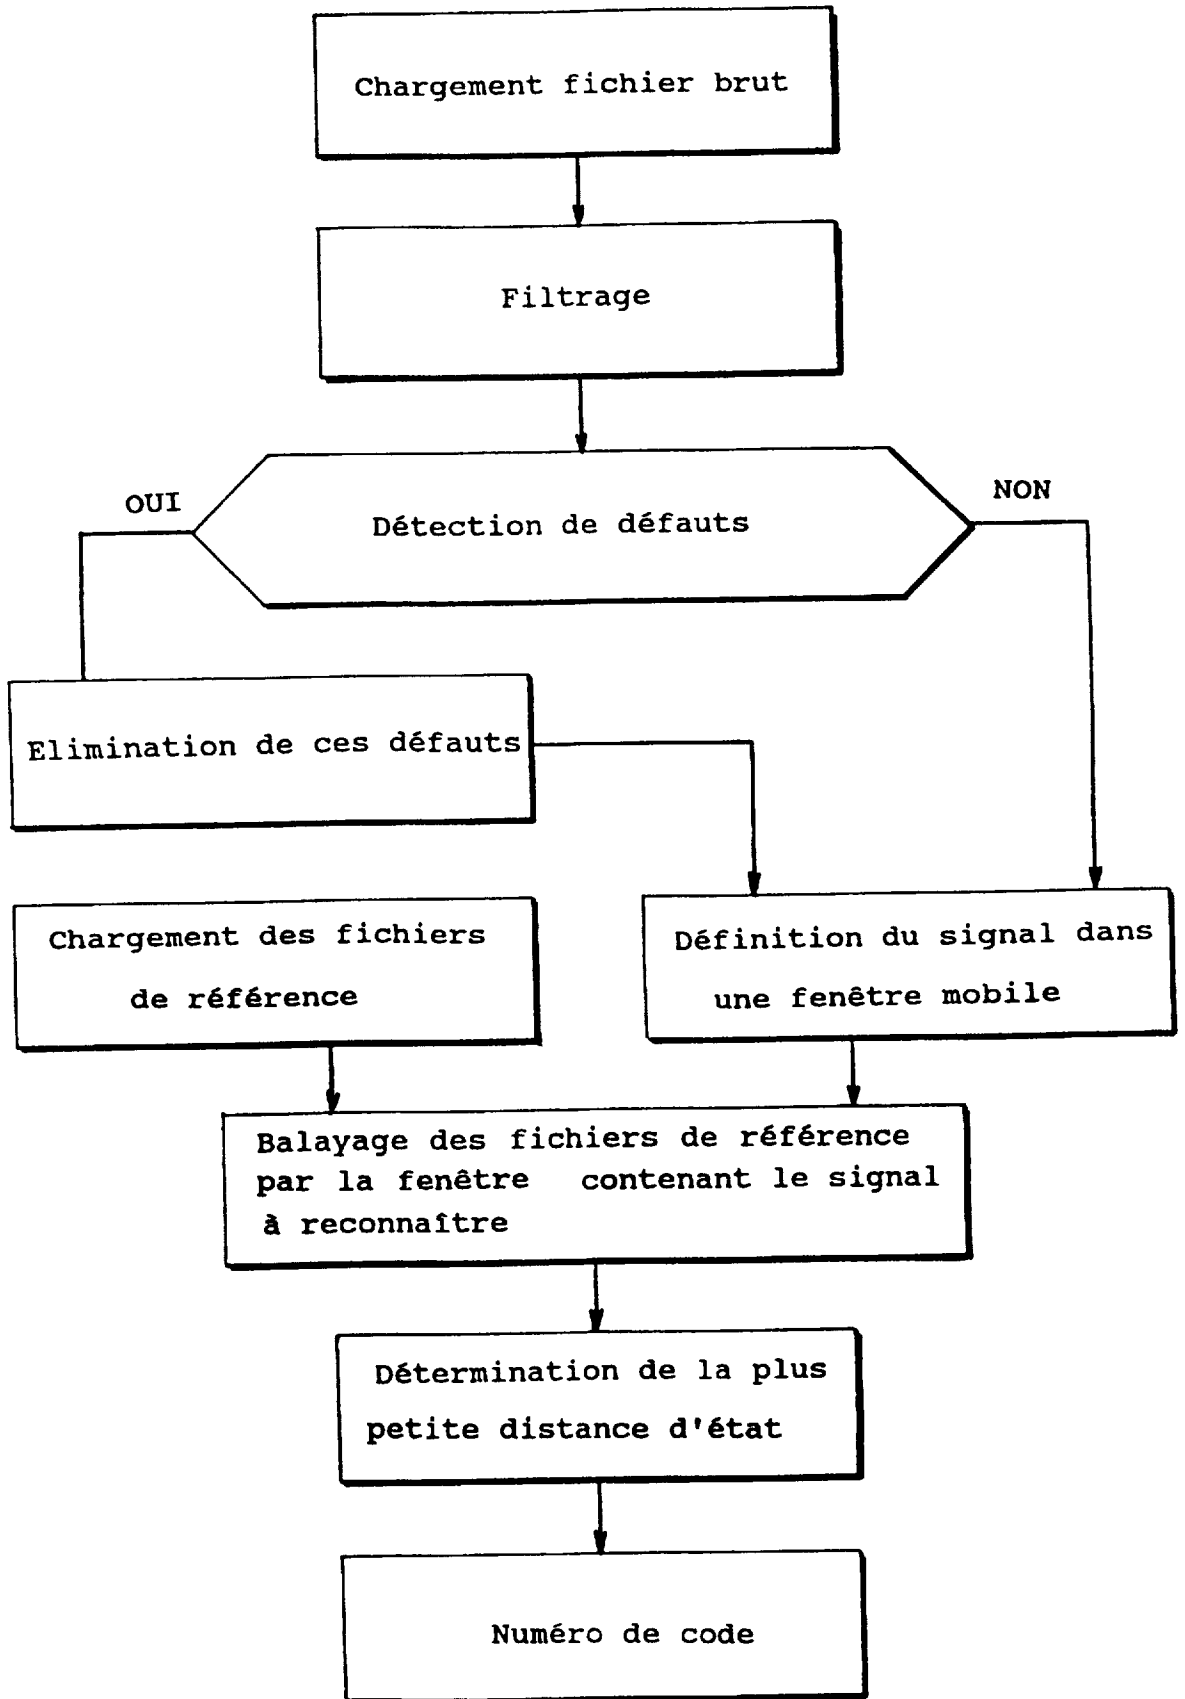 Chargement fichier brut
Filtrage
OUI
NON
Détection de défauts
Elimination de ces défauts
Chargement des fichiers
de référence
Définition du signal dans
une fenêtre mobile
Balayage des fichiers de référence
par la fenêtre contenant le signal
à reconnaître
Détermination de la plus
petite distance d'état
Numéro de code